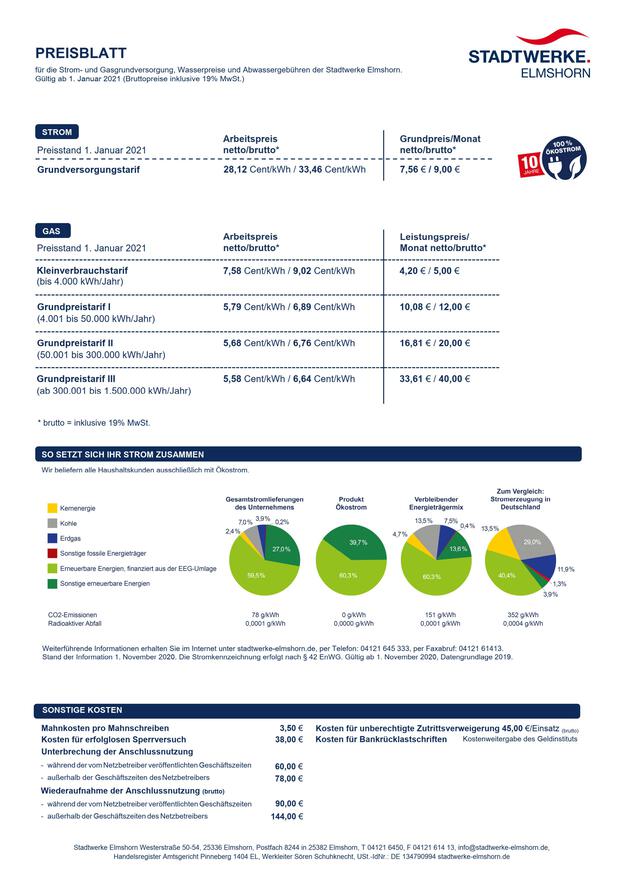 PREISBLATT
für die Strom- und Gasgrundversorgung, Wasserpreise und Abwassergebühren der Stadtwerke Elmshorn.
Gültig ab 1. Januar 2021 (Bruttopreise inklusive 19% MwSt.)
STADTWERKE.
ELMSHORN
STROM
Preisstand 1. Januar 2021
Arbeitspreis
netto/brutto*
Grundpreis/Monat
netto/brutto*
Grundversorgungstarif 28,12 Cent/kWh / 33,46 Cent/kWh 7,56 € / 9,00 €
100 %
ÖKOSTROM
10
JAHRE
GAS
Preisstand 1. Januar 2021
Arbeitspreis
netto/brutto*
Leistungspreis/
Monat netto/brutto*
Kleinverbrauchstarif 7,58 Cent/kWh / 9,02 Cent/kWh 4,20 € / 5,00 €
(bis 4.000 kWh/Jahr)
Grundpreistarif I 5,79 Cent/kWh / 6,89 Cent/kWh 10,08 € / 12,00 €
(4.001 bis 50.000 kWh/Jahr)
Grundpreistarif II 5,68 Cent/kWh / 6,76 Cent/kWh 16,81 € / 20,00 €
(50.001 bis 300.000 kWh/Jahr)
Grundpreistarif III 5,58 Cent/kWh / 6,64 Cent/kWh 33,61 € / 40,00 €
(ab 300.001 bis 1.500.000 kWh/Jahr)
* brutto = inklusive 19% MwSt.
SO SETZT SICH IHR STROM ZUSAMMEN
Wir beliefern alle Haushaltskunden ausschließlich mit Ökostrom.
Kernenergie
Kohle
Erdgas
Sonstige fossile Energieträger
Erneuerbare Energien, finanziert aus der EEG-Umlage
Sonstige erneuerbare Energien
Gesamtstromlieferungen
des Unternehmens
2,4%
7,0%
3,9%
0,2%
27,0%
59,5%
Produkt
Ökostrom
39,7%
60,3%
Verbleibender
Energieträgermix
4,7%
13,5%
7,5%
0,4%
13,6%
60,3%
Zum Vergleich:
Stromerzeugung in
Deutschland
13,5%
29,0%
11,9%
1,3%
3,9%
40,4%
CO2-Emissionen 78 g/kWh 0 g/kWh 151 g/kWh 352 g/kWh
Radioaktiver Abfall 0,0001 g/kWh 0,0000 g/kWh 0,0001 g/kWh 0,0004 g/kWh
Weiterführende Informationen erhalten Sie im Internet unter stadtwerke-elmshorn.de, per Telefon: 04121 645 333, per Faxabruf: 04121 61413.
Stand der Information 1. November 2020. Die Stromkennzeichnung erfolgt nach § 42 EnWG. Gültig ab 1. November 2020, Datengrundlage 2019.
SONSTIGE KOSTEN
Mahnkosten pro Mahnschreiben 3,50 €
Kosten für erfolglosen Sperrversuch 38,00 €
Unterbrechung der Anschlussnutzung
- während der vom Netzbetreiber veröffentlichten Geschäftszeiten 60,00 €
- außerhalb der Geschäftszeiten des Netzbetreibers 78,00 €
Wiederaufnahme der Anschlussnutzung (brutto)
- während der vom Netzbetreiber veröffentlichten Geschäftszeiten 90,00 €
- außerhalb der Geschäftszeiten des Netzbetreibers 144,00 €
Kosten für unberechtigte Zutrittsverweigerung 45,00 €/Einsatz (brutto)
Kosten für Bankrücklastschriften Kostenweitergabe des Geldinstituts
Stadtwerke Elmshorn Westerstraße 50-54, 25336 Elmshorn, Postfach 8244 in 25382 Elmshorn, T 04121 6450, F 04121 614 13, info@stadtwerke-elmshorn.de,
Handelsregister Amtsgericht Pinneberg 1404 EL, Werkleiter Sören Schuhknecht, USt.-IdNr.: DE 134790994 stadtwerke-elmshorn.de